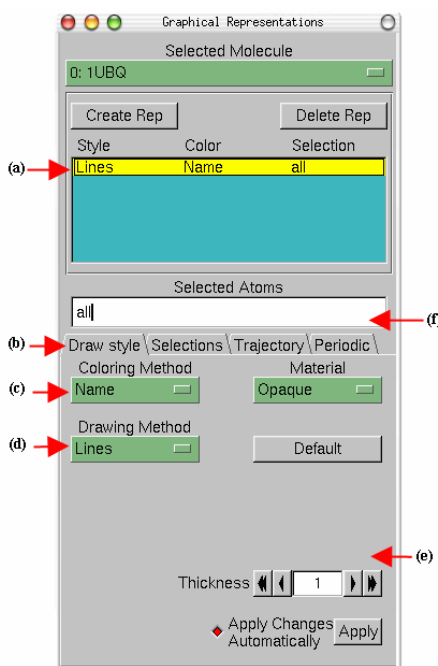 Graphical Representations
Selected Molecule
0: 1UBQ
Create Rep Delete Rep
Style Color Selection
(a) Lines Name all
Selected Atoms
all
(f)
(b) Draw style Selections Trajectory Periodic
Coloring Method Material
(c) Name Opaque
Drawing Method
(d) Lines Default
(e)
Thickness 1
Apply Changes
Automatically Apply